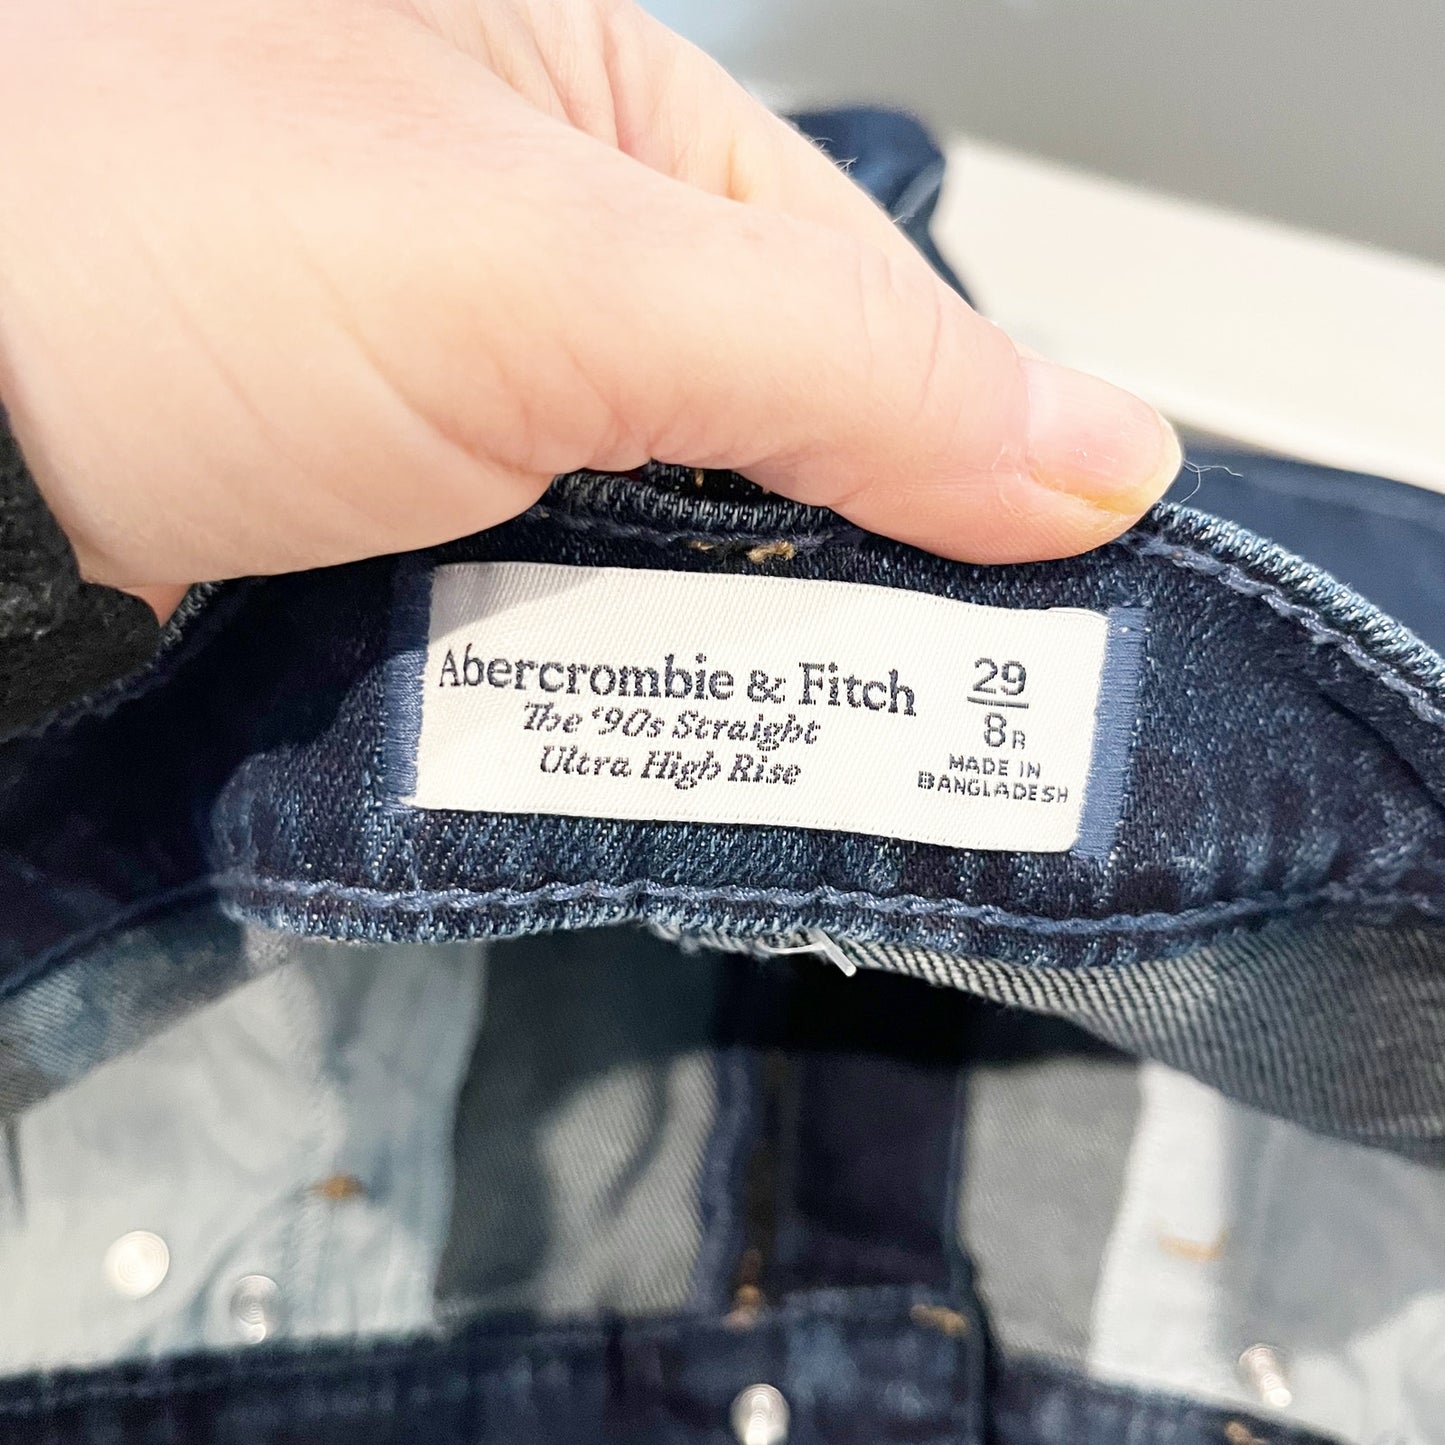 Abercrombie & Fitch
The '90s Straight
Ultra High Rise
29
8R
MADE IN
BANGLADESH